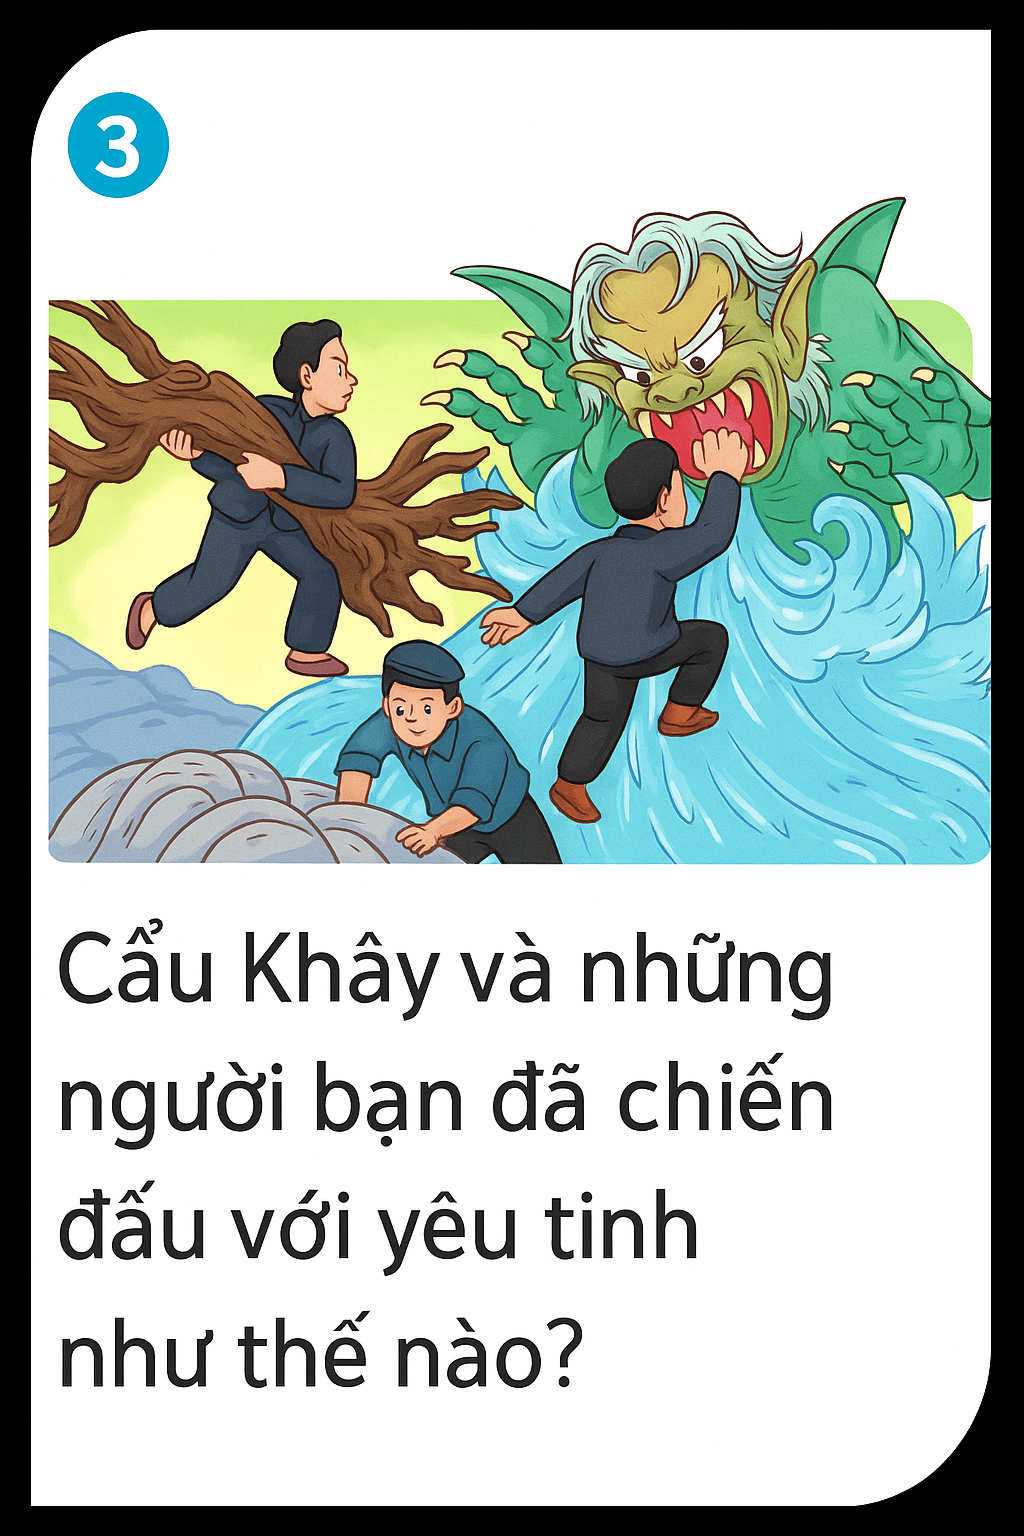 3
Cẩu Khây và những
người bạn đã chiến
đấu với yêu tinh
như thế nào?